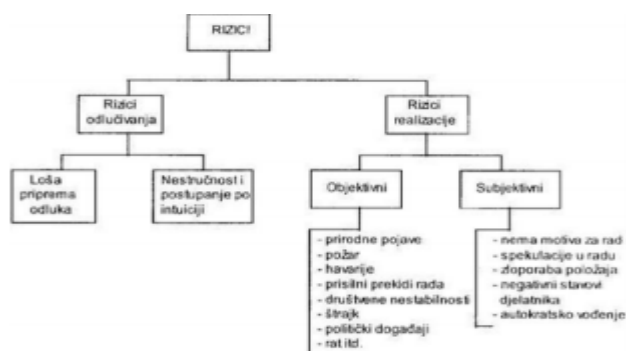 RIZICI
Rizici
odlučivanja
Rizici
realizacije
Loša
priprema
odluka
Nestručnost i
postupanje po
intuiciji
Objektivni
Subjektivni
- prirodne pojave
- požar
- havarije
- prisilni prekidi rada
- društvene nestabilnosti
- štrajk
- politički događaji
- rat itd.
- nema motiva za rad
- spekulacije u radu
- zloporaba položaja
- negativni stavovi
djelatnika
- autokratsko vođenje